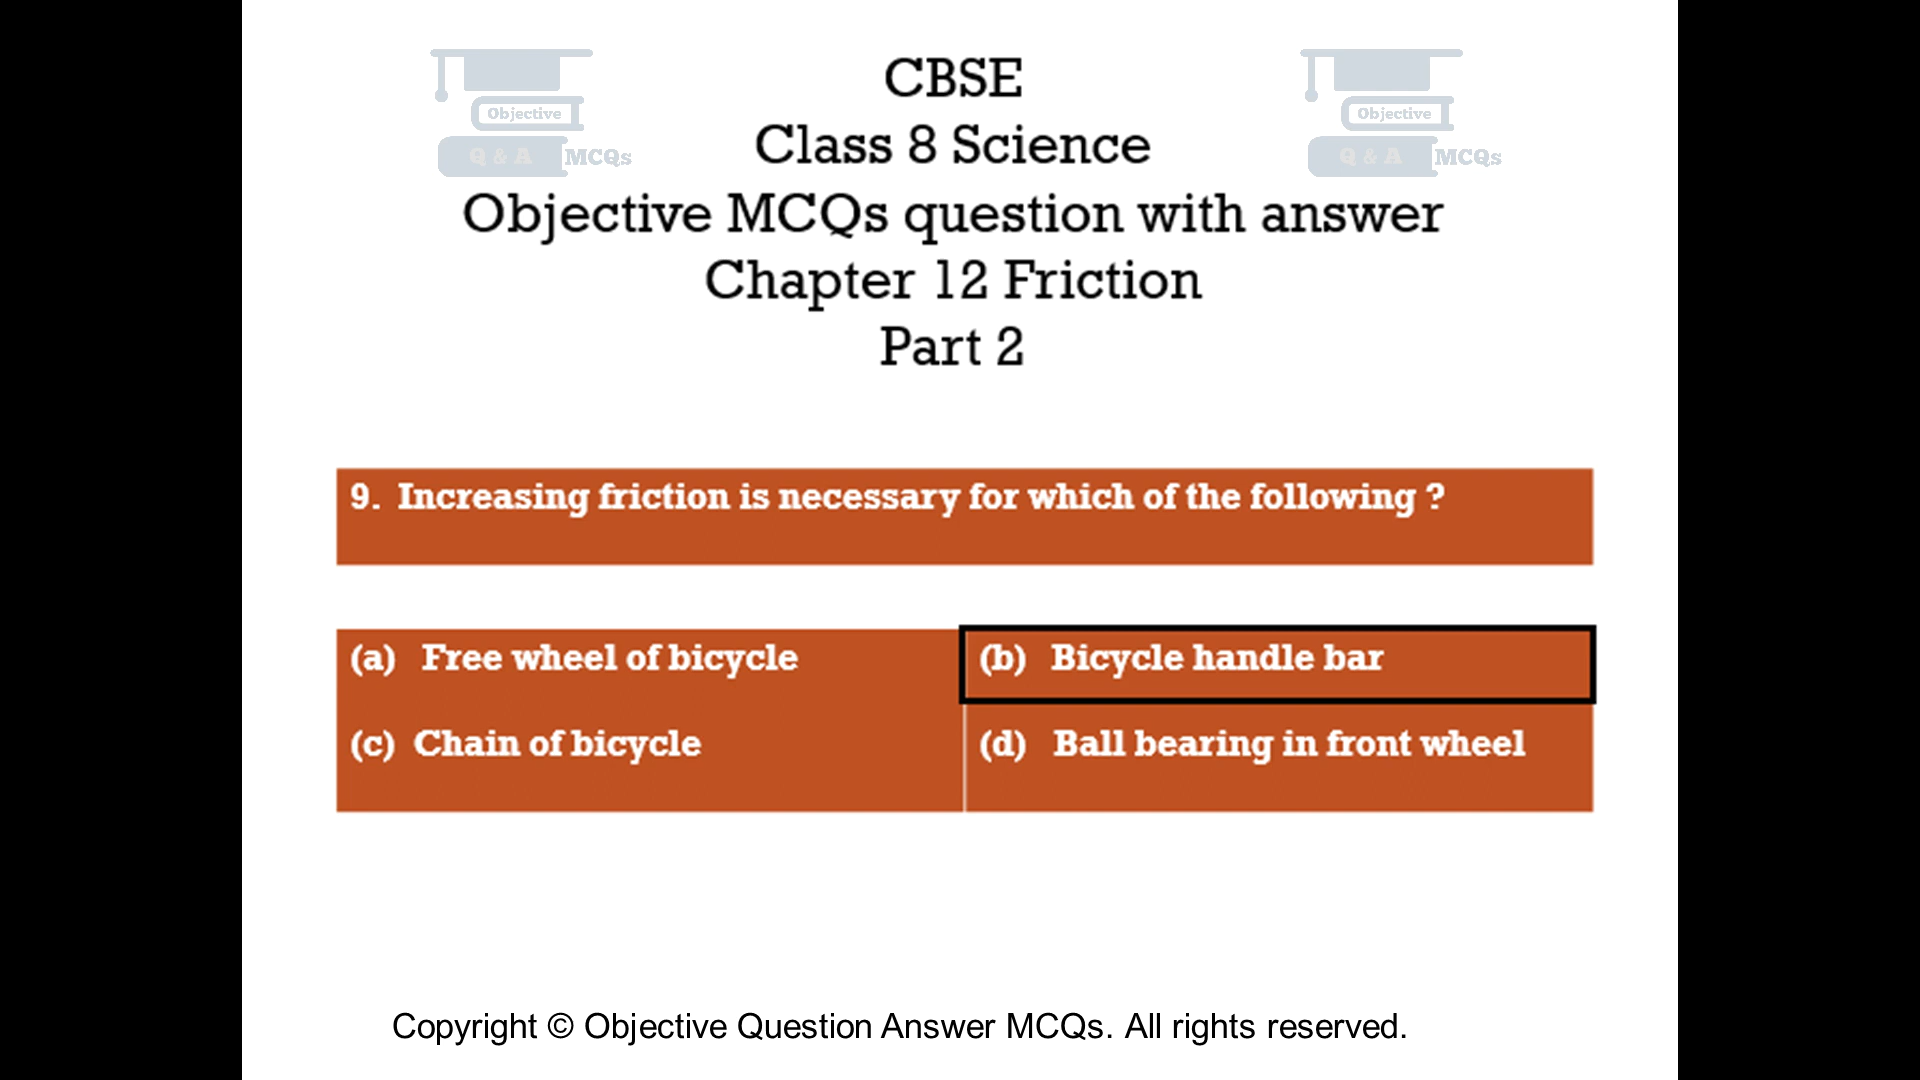 CBSE
Class 8 Science
Objective MCQs question with answer
Chapter 12 Friction
Part 2
Objective
Q & A MCQs
Objective
Q & A MCQs
9. Increasing friction is necessary for which of the following ?
(a) Free wheel of bicycle
(b) Bicycle handle bar
(c) Chain of bicycle
(d) Ball bearing in front wheel
Copyright © Objective Question Answer MCQs. All rights reserved.